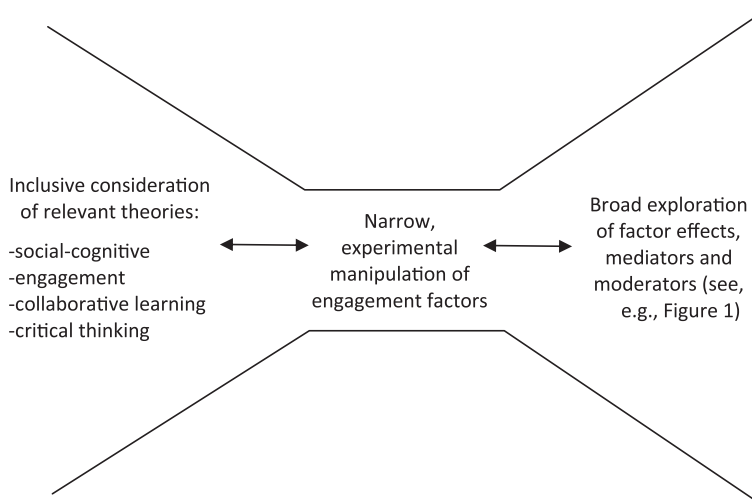 Inclusive consideration
of relevant theories:
-social-cognitive
-engagement
-collaborative learning
-critical thinking
Narrow,
experimental
manipulation of
engagement factors
Broad exploration
of factor effects,
mediators and
moderators (see,
e.g., Figure 1)